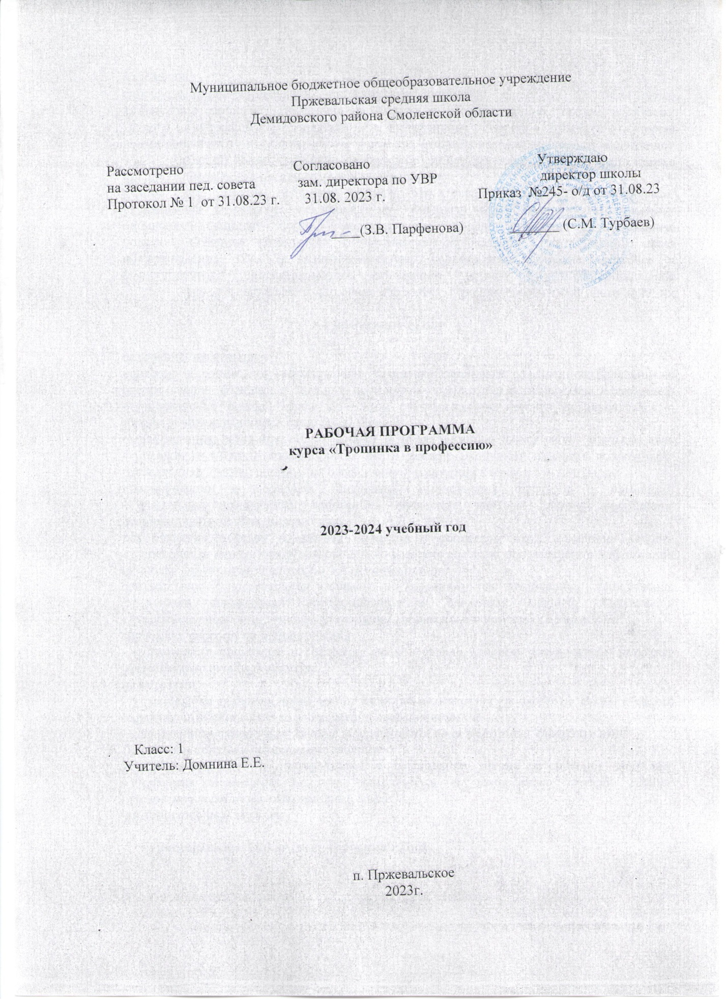 Муниципальное бюджетное общеобразовательное учреждение
Пржевальская средняя школа
Демидовского района Смоленской области
Рассмотрено
на заседании пед. совета
Протокол № 1 от 31.08.23 г.
Согласовано
зам. директора по УВР
31.08. 2023 г.
____(З.В. Парфенова)
Утверждаю
директор школы
Приказ №245- о/д от 31.08.23
_______ (С.М. Турбаев)
РАБОЧАЯ ПРОГРАММА
курса «Тропинка в профессию»
2023-2024 учебный год
Класс: 1
Учитель: Домнина Е.Е.
п. Пржевальское
2023г.